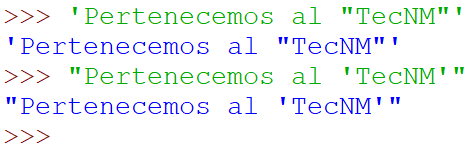 >>> 'Pertenecemos al "TecNM"'
'Pertenecemos al "TecNM"'
>>> "Pertenecemos al 'TecNM'"
"Pertenecemos al 'TecNM'"
>>>